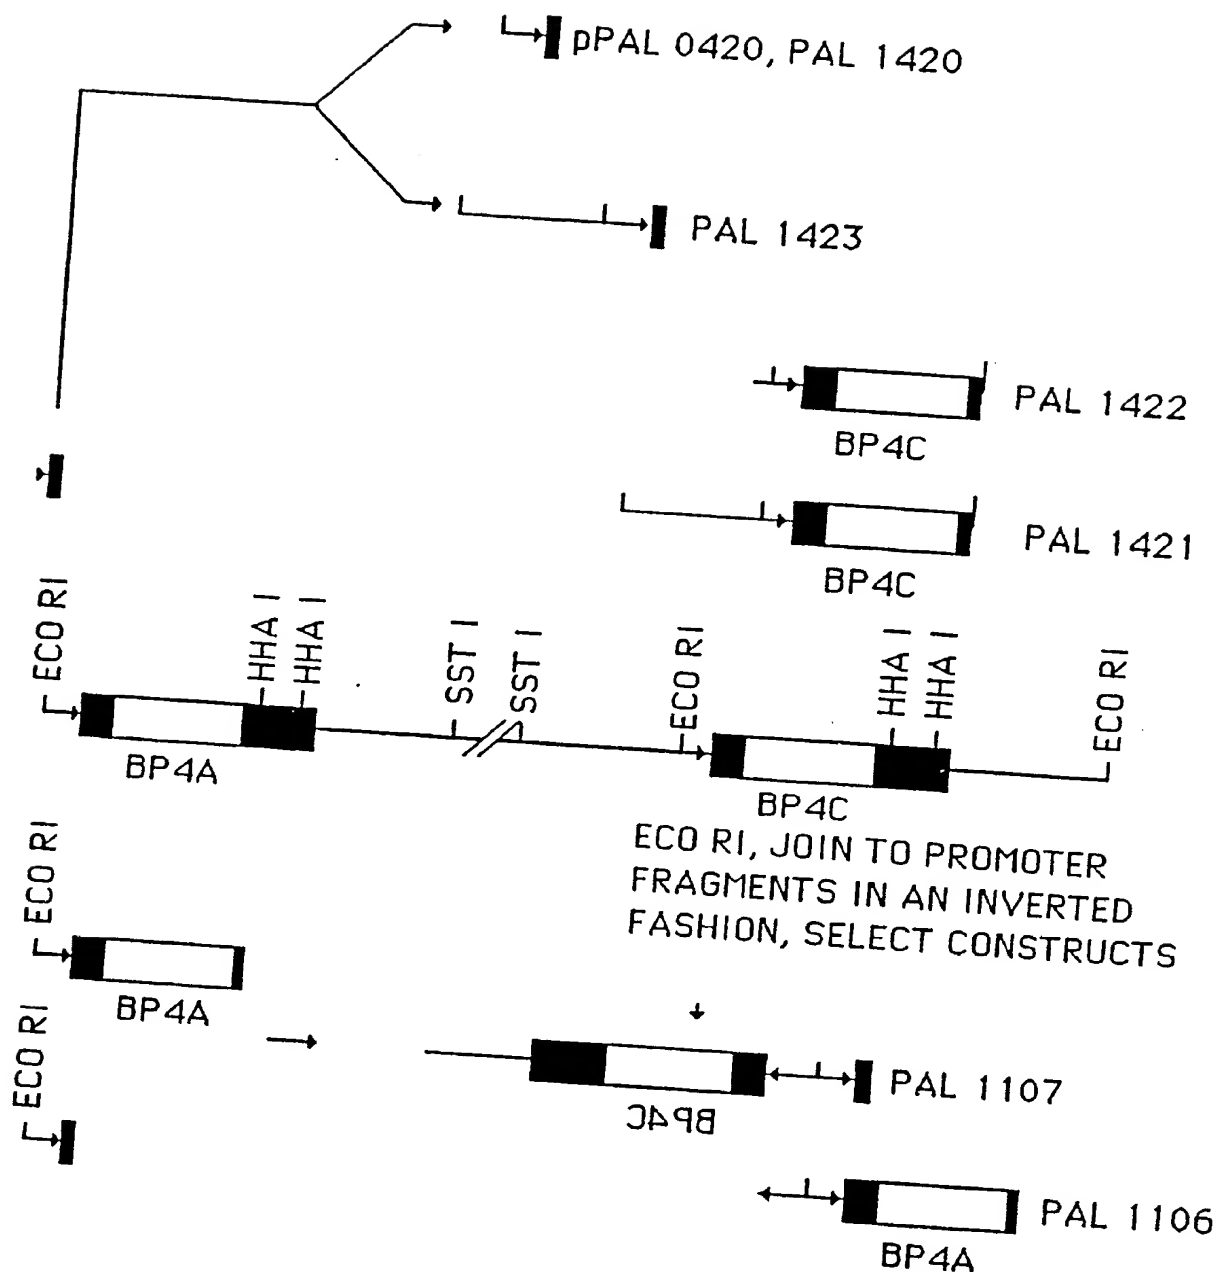 pPAL 0420, PAL 1420
PAL 1423
PAL 1422
BP4C
PAL 1421
BP4C
ECO RI
HHA I
HHA I
SST I
SST I
ECO RI
HHA I
HHA I
ECO RI
BP4A
BP4C
ECO RI, JOIN TO PROMOTER
FRAGMENTS IN AN INVERTED
FASHION, SELECT CONSTRUCTS
ECO RI
BP4A
ECO RI
PAL 1107
BP4C
PAL 1106
BP4A